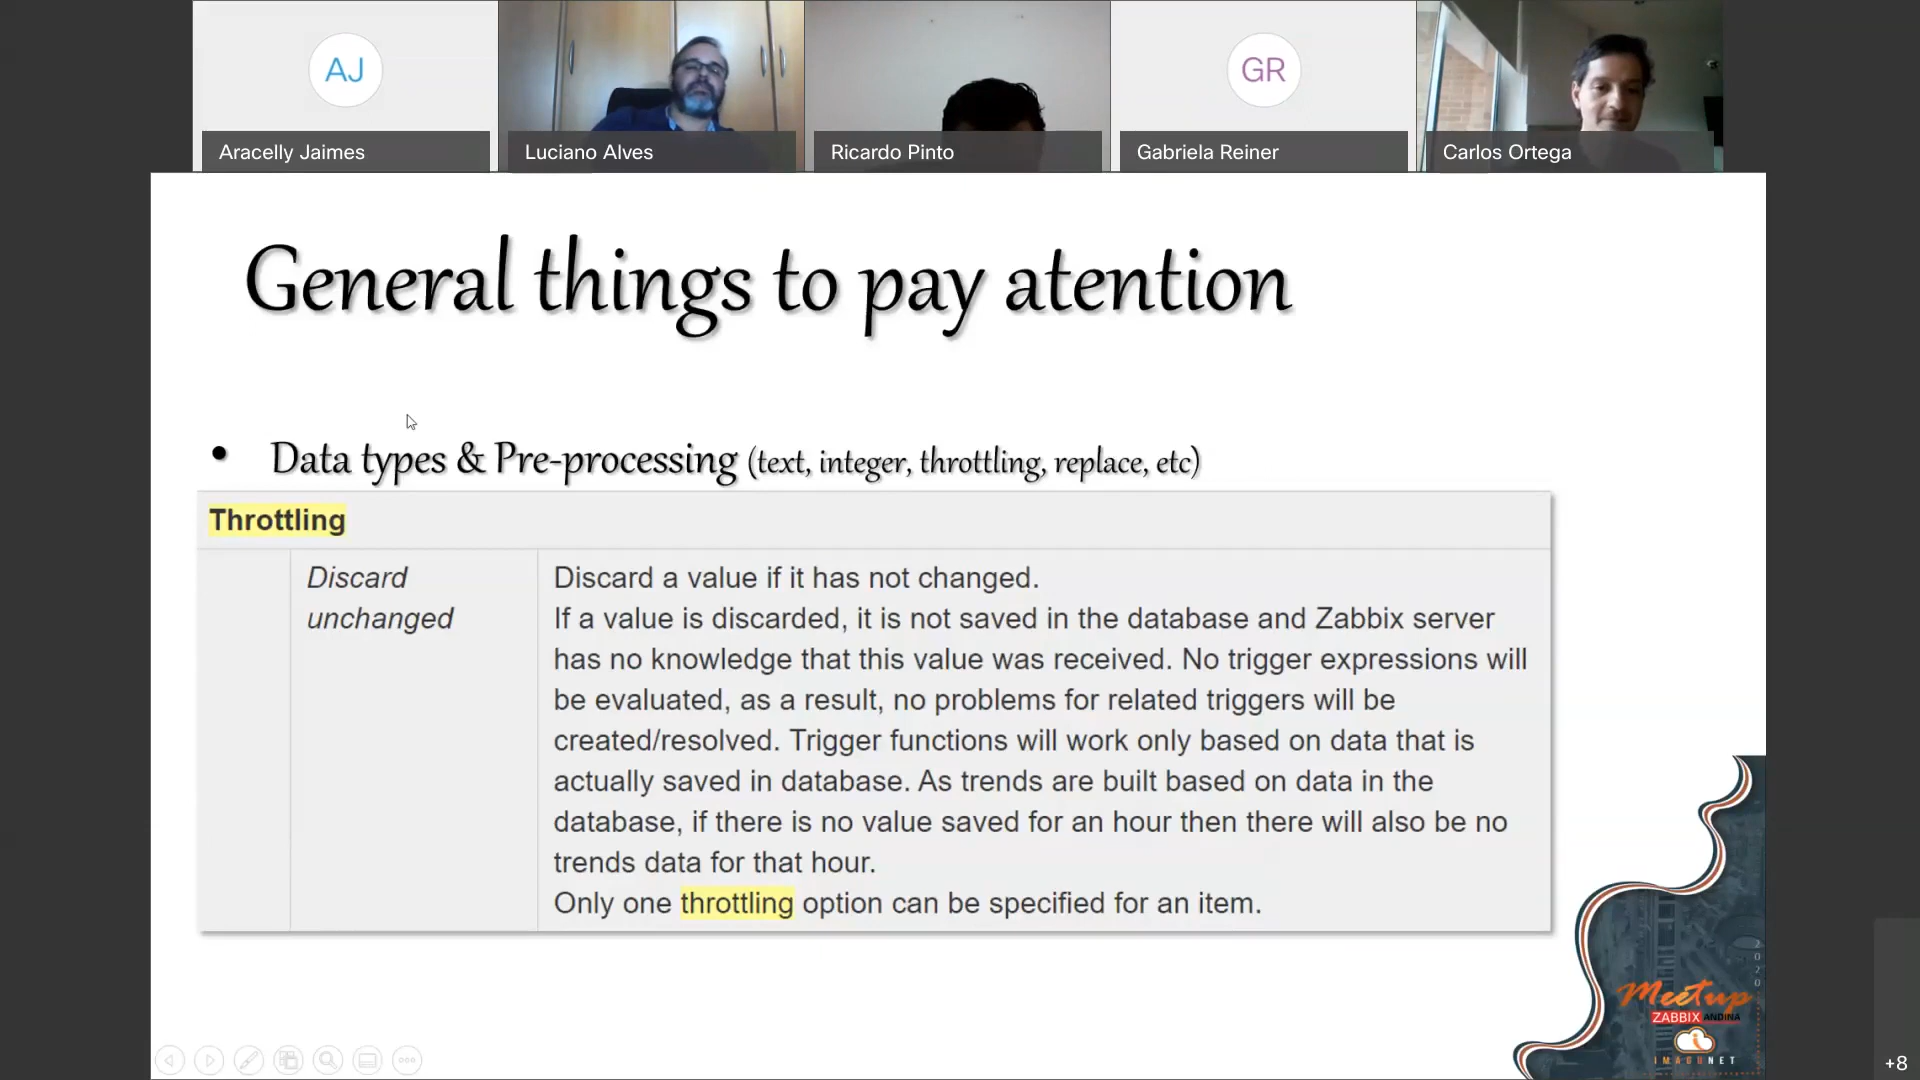 AJ
GR
Aracelly Jaimes
Luciano Alves
Ricardo Pinto
Gabriela Reiner
Carlos Ortega
General things to pay atention
• Data types & Pre-processing (text, integer, throttling, replace, etc)
Throttling
Discard
unchanged
Discard a value if it has not changed.
If a value is discarded, it is not saved in the database and Zabbix server
has no knowledge that this value was received. No trigger expressions will
be evaluated, as a result, no problems for related triggers will be
created/resolved. Trigger functions will work only based on data that is
actually saved in database. As trends are built based on data in the
database, if there is no value saved for an hour then there will also be no
trends data for that hour.
Only one throttling option can be specified for an item.
2020
Meetup
ZABBIX ANDINA
IMAGUNET
+8